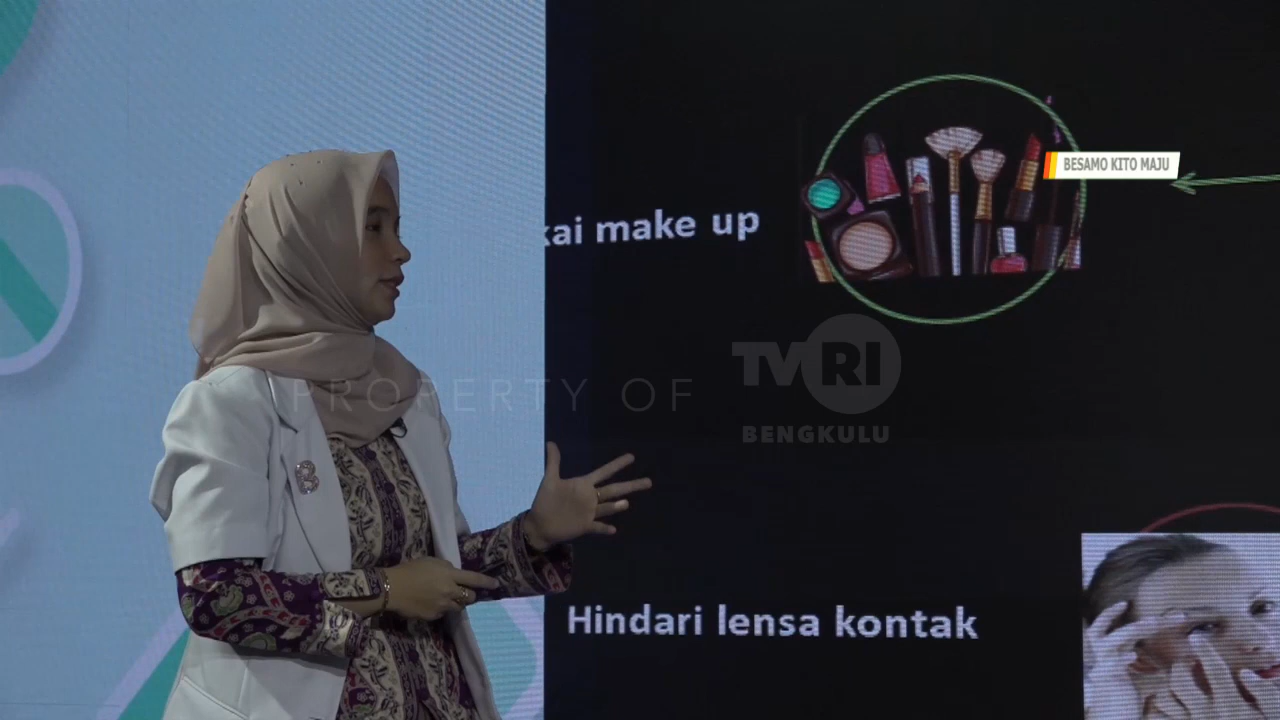 BESAMO KITO MAJU
kai make up
PROPERTY OF
TVRI
BENGKULU
B
Hindari lensa kontak